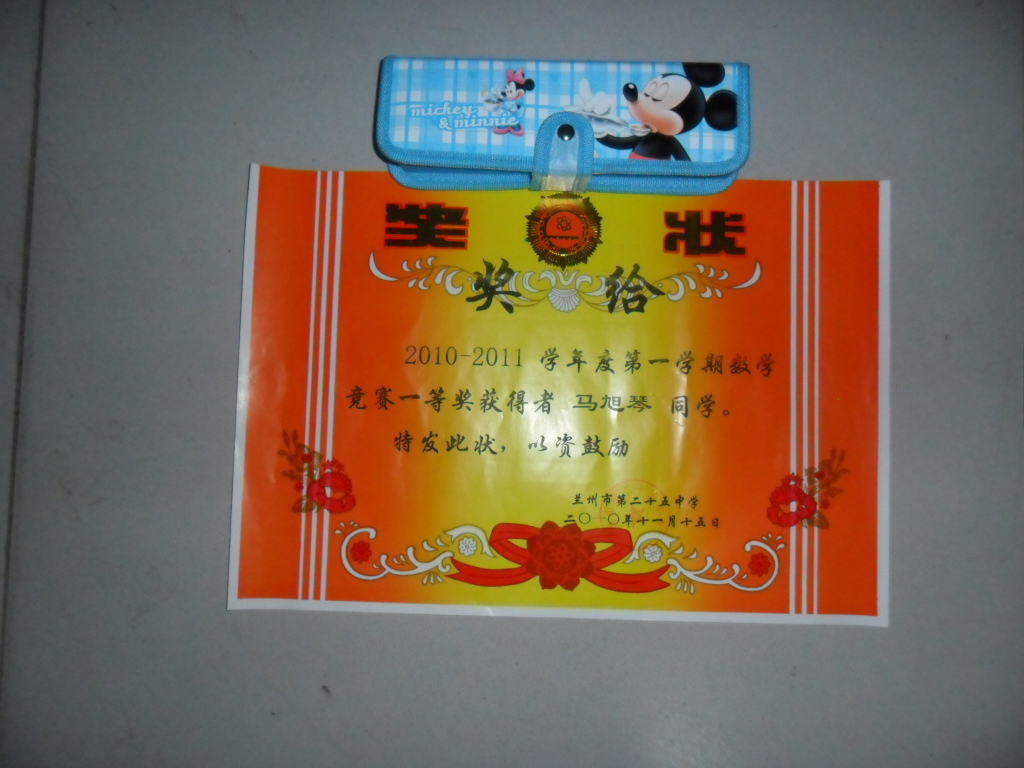 mickey
& minnie
奖 状
奖 给
2010-2011 学年度第一学期数学
竞赛一等奖获得者 马旭琴 同学。
特发此状，以资鼓励
兰州市第二十五中学
二〇一〇年十一月十五日